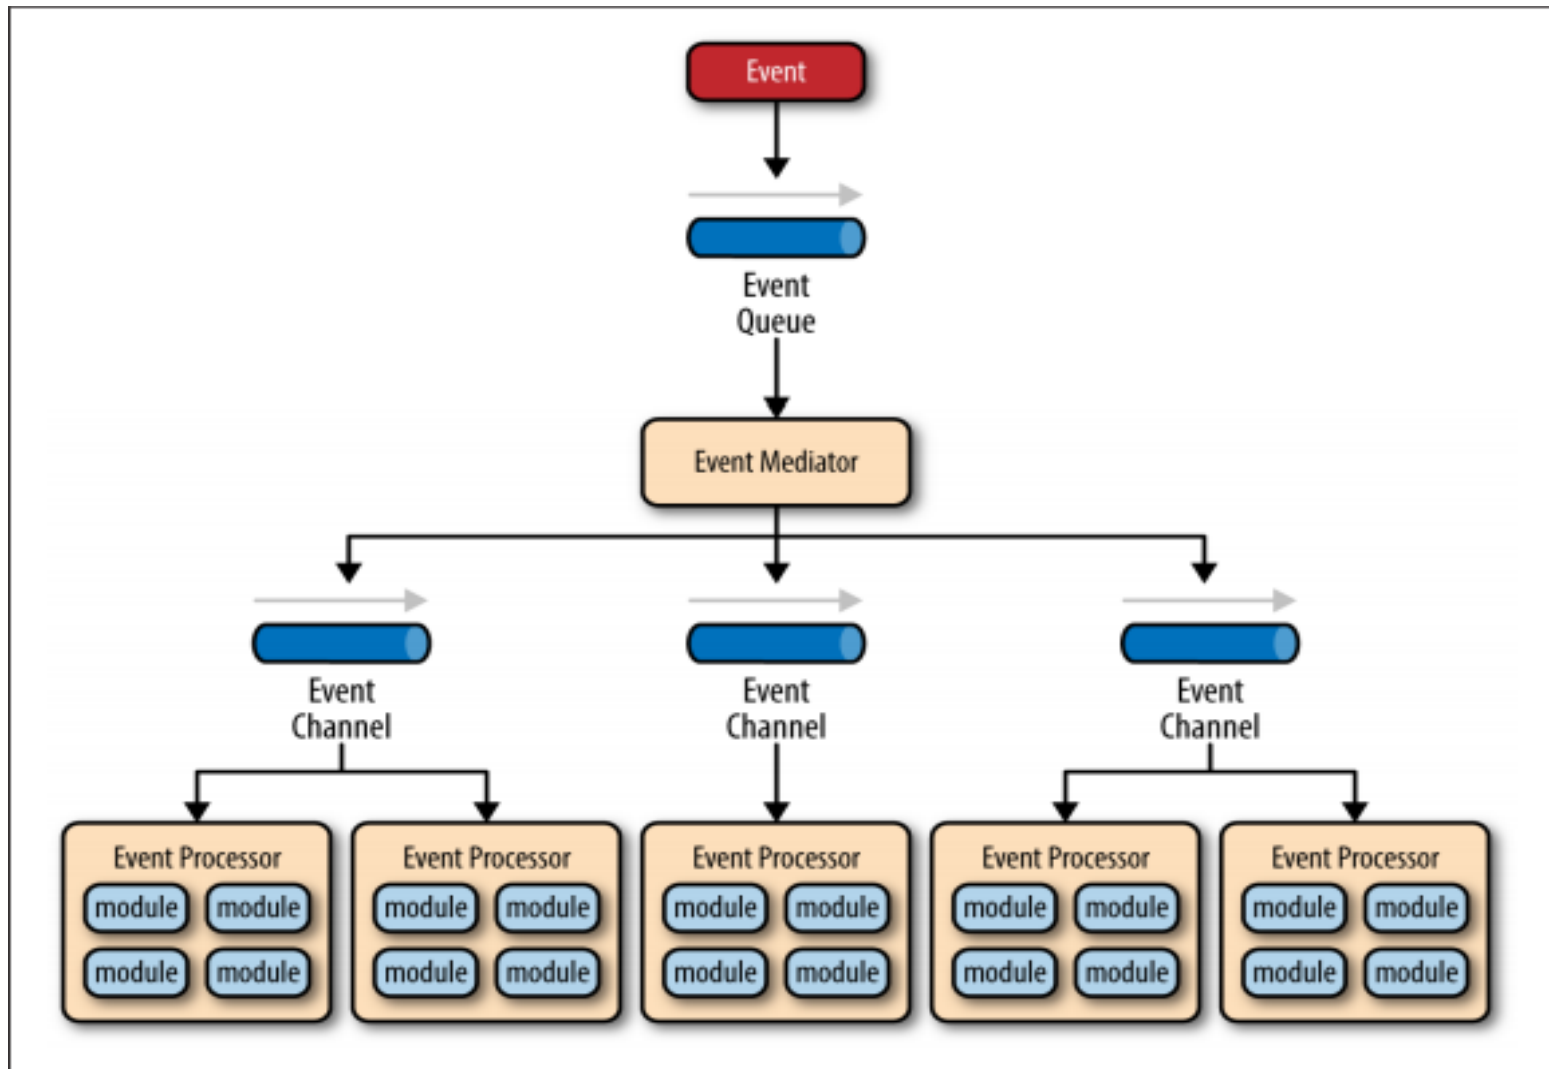 Event
Event
Queue
Event Mediator
Event
Channel
Event
Channel
Event
Channel
Event Processor
module module
module module
Event Processor
module module
module module
Event Processor
module module
module module
Event Processor
module module
module module
Event Processor
module module
module module